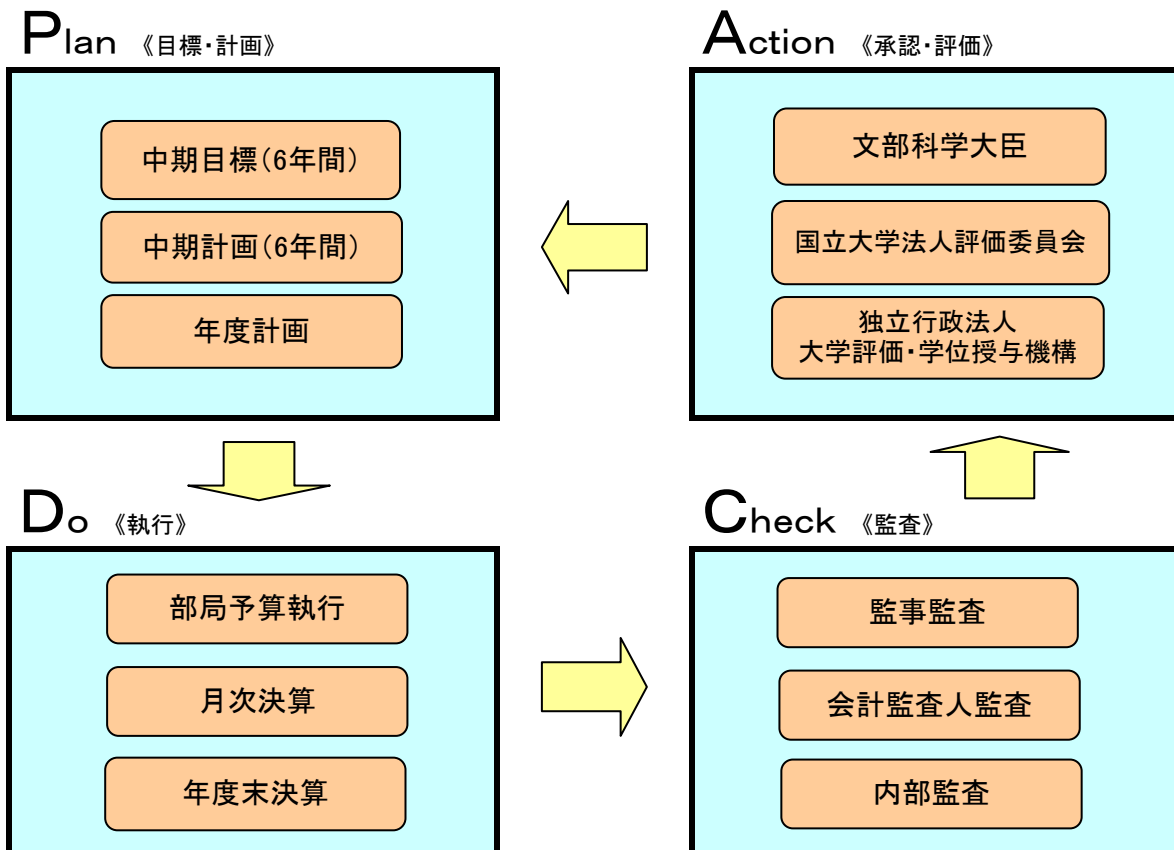 Plan 《目標・計画》
中期目標(6年間)
中期計画(6年間)
年度計画
Action 《承認・評価》
文部科学大臣
国立大学法人評価委員会
独立行政法人
大学評価・学位授与機構
Do 《執行》
部局予算執行
月次決算
年度末決算
Check 《監査》
監事監査
会計監査人監査
内部監査